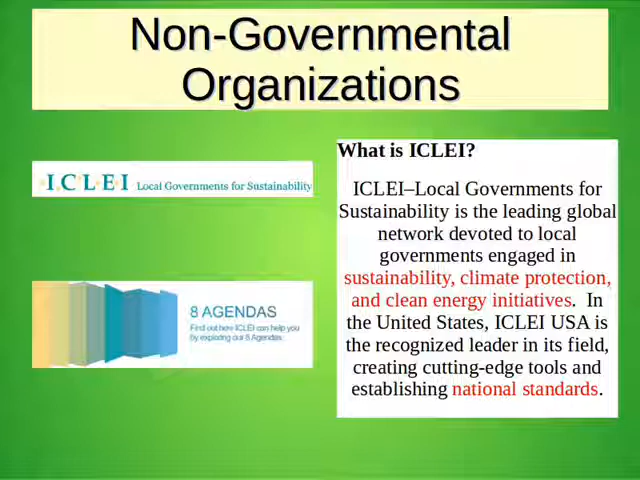 Non-Governmental
Organizations
I.C.L.E.I Local Governments for Sustainability
8 AGENDAS
Find out here ICLEI can help you
by exploring our 8 Agendas:
What is ICLEI?
ICLEI–Local Governments for
Sustainability is the leading global
network devoted to local
governments engaged in
sustainability, climate protection,
and clean energy initiatives. In
the United States, ICLEI USA is
the recognized leader in its field,
creating cutting-edge tools and
establishing national standards.